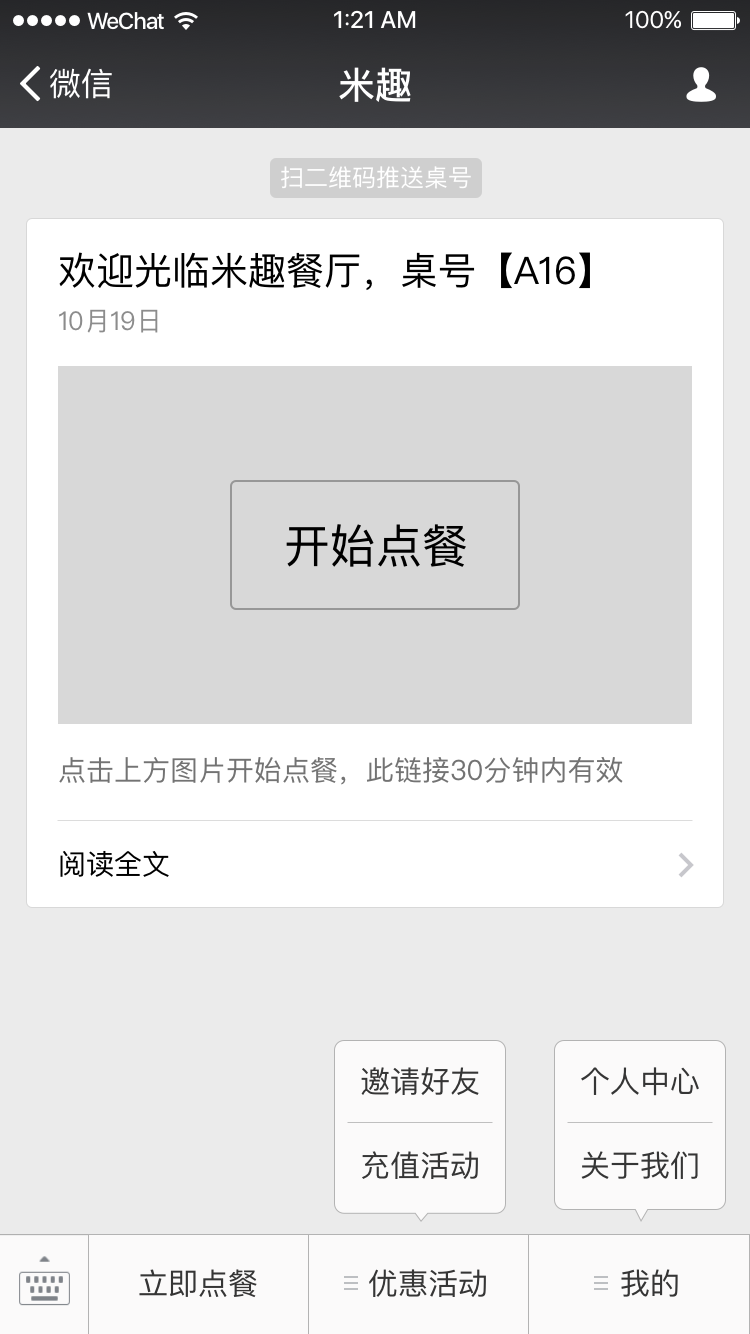 WeChat 1:21 AM 100%
微信 米趣
扫二维码推送桌号
欢迎光临米趣餐厅，桌号【A16】
10月19日
开始点餐
点击上方图片开始点餐，此链接30分钟内有效
阅读全文
邀请好友 个人中心
充值活动 关于我们
立即点餐 优惠活动 我的